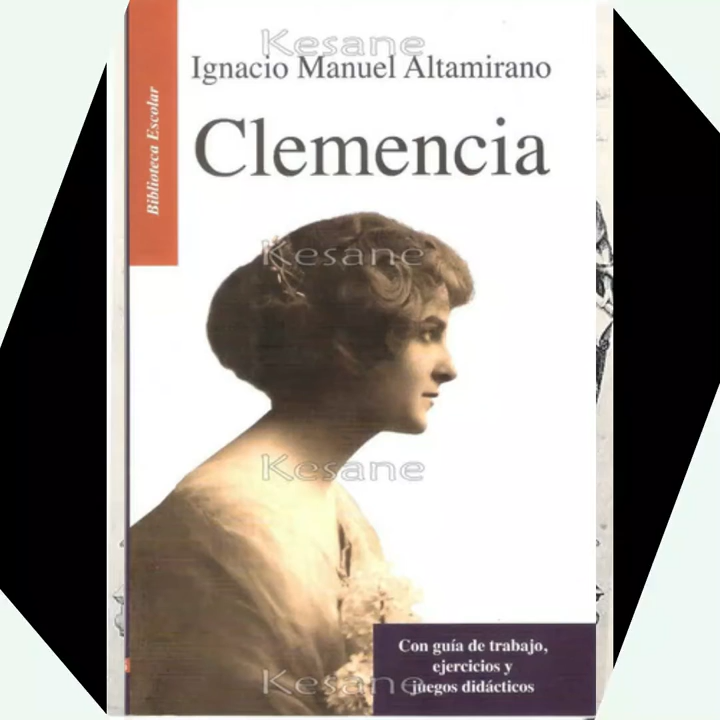 Kesane
Ignacio Manuel Altamirano
Clemencia
Biblioteca Escolar
Kesane
Kesane
Con guía de trabajo,
ejercicios y
juegos didácticos
Kesane